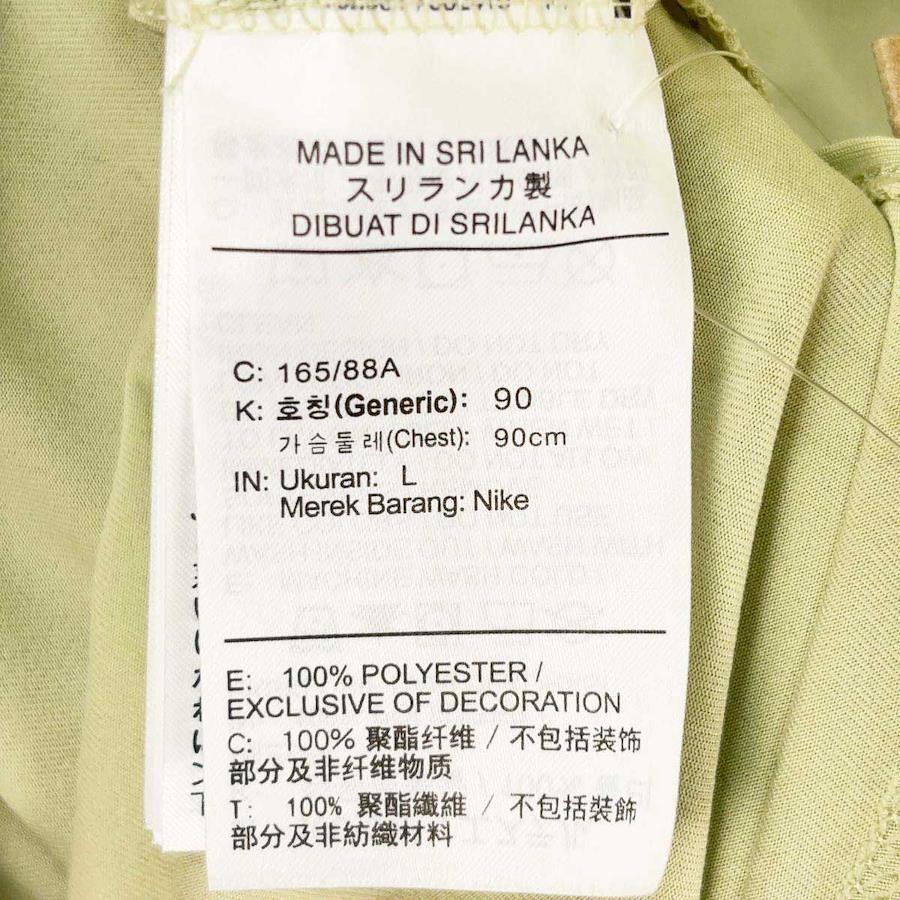 MADE IN SRI LANKA
スリランカ製
DIBUAT DI SRILANKA
C: 165/88A
K: 호칭(Generic): 90
가슴둘레(Chest): 90cm
IN: Ukuran: L
Merek Barang: Nike
E: 100% POLYESTER /
EXCLUSIVE OF DECORATION
C: 100% 聚酯纤维 / 不包括装饰
部分及非纤维物质
T: 100% 聚酯纖維 / 不包括裝飾
部分及非紡織材料